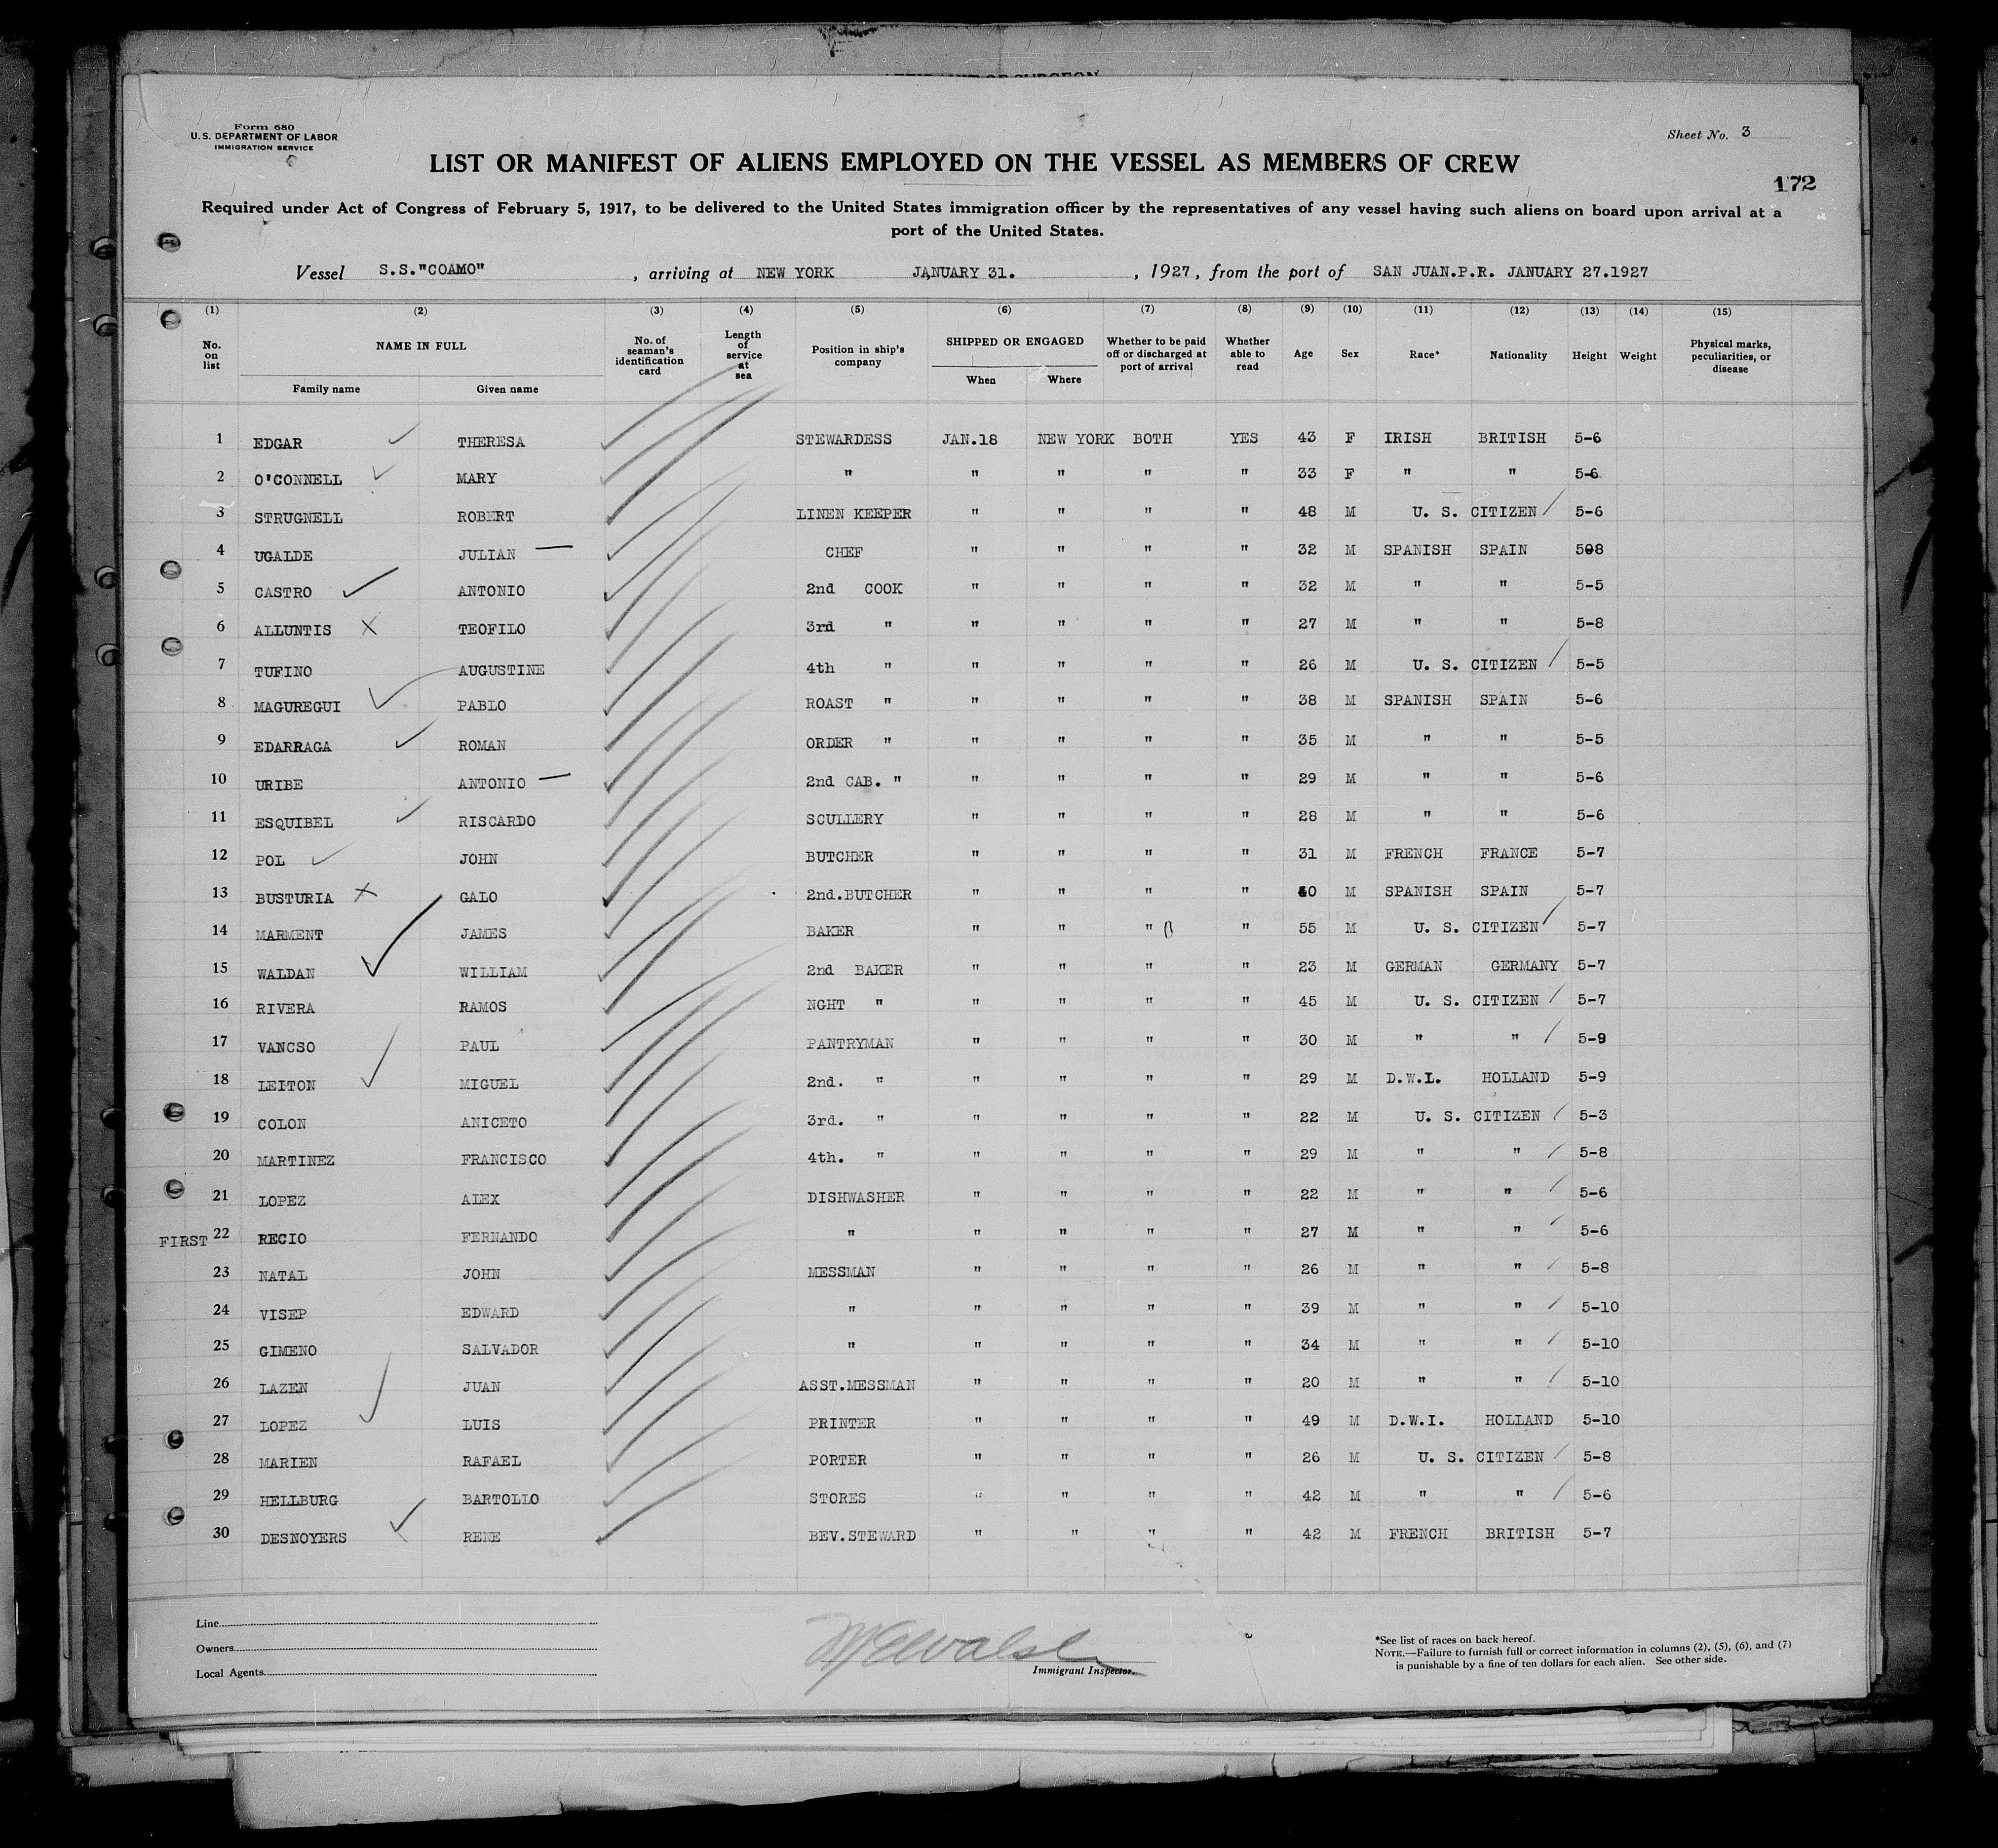 Form 680
U.S. DEPARTMENT OF LABOR
IMMIGRATION SERVICE
Sheet No. 3
LIST OR MANIFEST OF ALIENS EMPLOYED ON THE VESSEL AS MEMBERS OF CREW
172
Required under Act of Congress of February 5, 1917, to be delivered to the United States immigration officer by the representatives of any vessel having such aliens on board upon arrival at a
port of the United States.
Vessel S.S."COAMO" , arriving at NEW YORK JANUARY 31. , 1927, from the port of SAN JUAN.P.R. JANUARY 27.1927
(1) (2) (3) (4) (5) (6) (7) (8) (9) (10) (11) (12) (13) (14) (15)
No. on list NAME IN FULL Family name Given name No. of seaman's identification card Length of service at sea Position in ship's company SHIPPED OR ENGAGED When Where Whether to be paid off or discharged at port of arrival Whether able to read Age Sex Race* Nationality Height Weight Physical marks, peculiarities, or disease
1 EDGAR THERESA STEWARDESS JAN.18 NEW YORK BOTH YES 43 F IRISH BRITISH 5-6
2 O'CONNELL MARY " " " " " 33 F " " 5-6
3 STRUGNELL ROBERT LINEN KEEPER " " " " 48 M U. S. CITIZEN 5-6
4 UGALDE JULIAN CHEF " " " " 32 M SPANISH SPAIN 5-8
5 CASTRO ANTONIO 2nd COOK " " " " 32 M " " 5-5
6 ALLUNTIS TEOFILO 3rd " " " " " 27 M " " 5-8
7 TUFINO AUGUSTINE 4th " " " " " 26 M U. S. CITIZEN 5-5
8 MAGUREGUI PABLO ROAST " " " " " 38 M SPANISH SPAIN 5-6
9 EDARRAGA ROMAN ORDER " " " " " 35 M " " 5-5
10 URIBE ANTONIO 2nd CAB. " " " " " 29 M " " 5-6
11 ESQUIBEL RISCARDO SCULLERY " " " " 28 M " " 5-6
12 POL JOHN BUTCHER " " " " 31 M FRENCH FRANCE 5-7
13 BUSTURIA GALO 2nd.BUTCHER " " " " 40 M SPANISH SPAIN 5-7
14 MARMENT JAMES BAKER " " " " 55 M U. S. CITIZEN 5-7
15 WALDAN WILLIAM 2nd BAKER " " " " 23 M GERMAN GERMANY 5-7
16 RIVERA RAMOS NGHT " " " " " 45 M U. S. CITIZEN 5-7
17 VANCSO PAUL PANTRYMAN " " " " 30 M " " 5-9
18 LEITON MIGUEL 2nd. " " " " " 29 M D.W.I. HOLLAND 5-9
19 COLON ANICETO 3rd. " " " " " 22 M U. S. CITIZEN 5-3
20 MARTINEZ FRANCISCO 4th. " " " " " 29 M " " 5-8
21 LOPEZ ALEX DISHWASHER " " " " 22 M " " 5-6
FIRST 22 RECIO FERNANDO " " " " " 27 M " " 5-6
23 NATAL JOHN MESSMAN " " " " 26 M " " 5-8
24 VISEP EDWARD " " " " " 39 M " " 5-10
25 GIMENO SALVADOR " " " " " 34 M " " 5-10
26 LAZEN JUAN ASST.MESSMAN " " " " 20 M " " 5-10
27 LOPEZ LUIS PRINTER " " " " 49 M D.W.I. HOLLAND 5-10
28 MARIEN RAFAEL PORTER " " " " 26 M U. S. CITIZEN 5-8
29 HELLBURG BARTOLLO STORES " " " " 42 M " " 5-6
30 DESNOYERS RENE BEV.STEWARD " " " " 42 M FRENCH BRITISH 5-7
Line
Owners
Local Agents
Immigrant Inspector.
*See list of races on back hereof.
NOTE.—Failure to furnish full or correct information in columns (2), (5), (6), and (7)
is punishable by a fine of ten dollars for each alien. See other side.